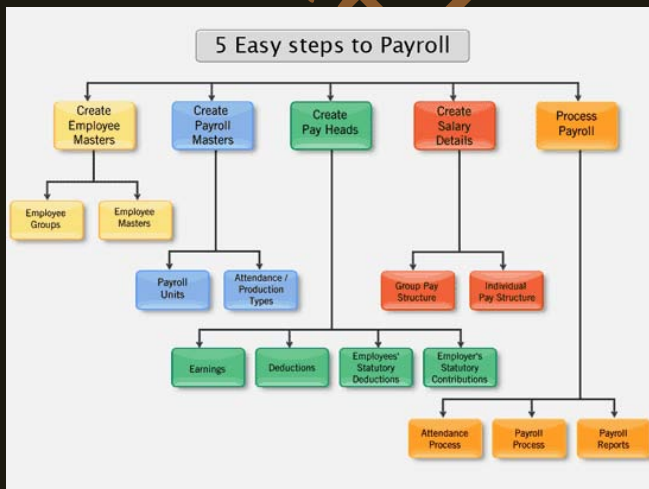 5 Easy steps to Payroll
Create
Employee
Masters
Create
Payroll
Masters
Create
Pay Heads
Create
Salary
Details
Process
Payroll
Employee
Groups
Employee
Masters
Payroll
Units
Attendance /
Production
Types
Group Pay
Structure
Individual
Pay Structure
Earnings
Deductions
Employees'
Statutory
Deductions
Employer's
Statutory
Contributions
Attendance
Process
Payroll
Process
Payroll
Reports